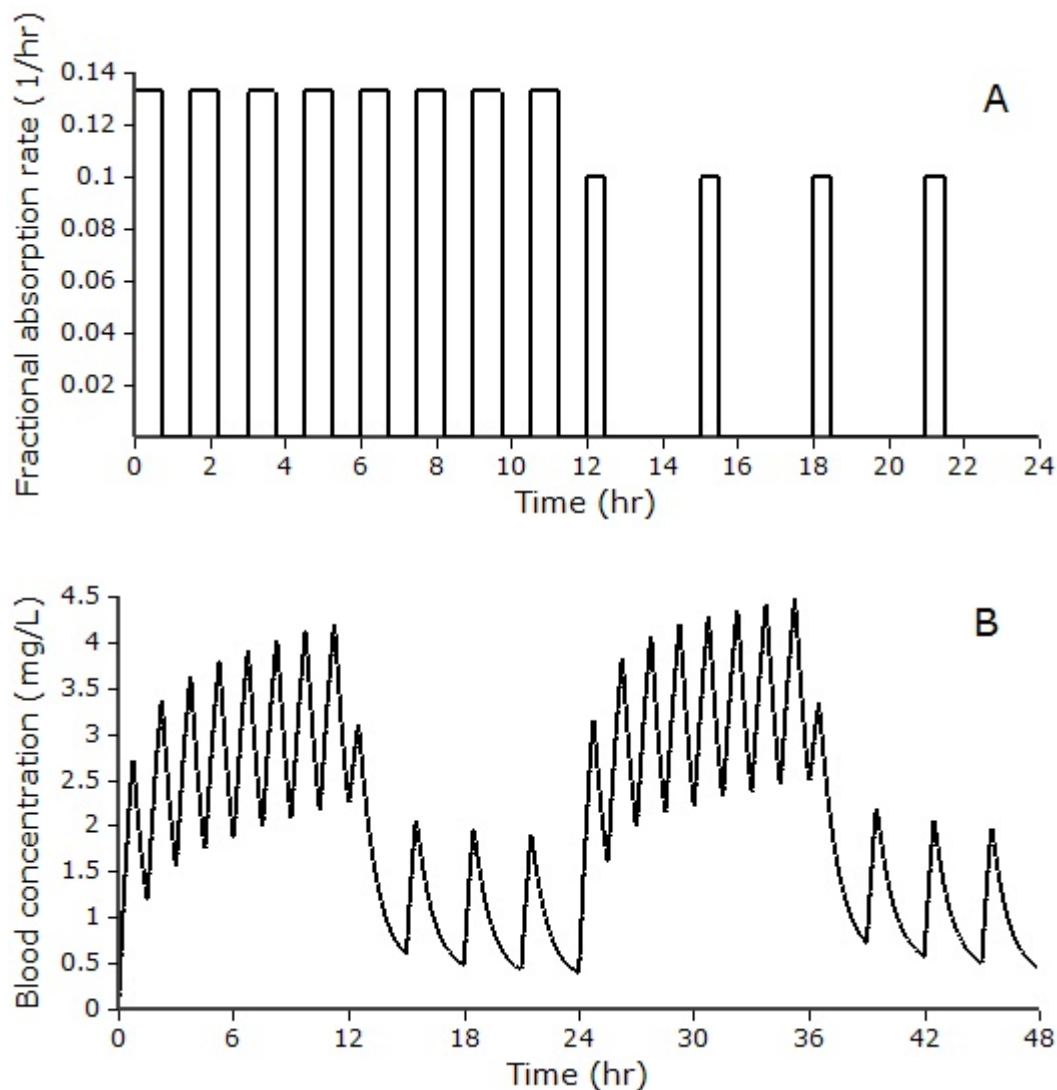 A
Fractional absorption rate ( 1/hr)
0.14
0.12
0.1
0.08
0.06
0.04
0.02
0 2 4 6 8 10 12 14 16 18 20 22 24
Time (hr)
B
Blood concentration (mg/L)
4.5
4
3.5
3
2.5
2
1.5
1
0.5
0
0 6 12 18 24 30 36 42 48
Time (hr)